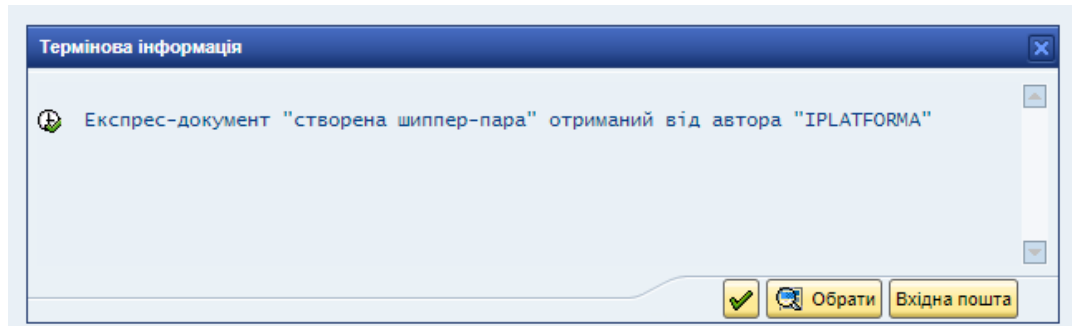 Термінова інформація
Експрес-документ "створена шиппер-пара" отриманий від автора "IPLATFORMA"
Обрати Вхідна пошта